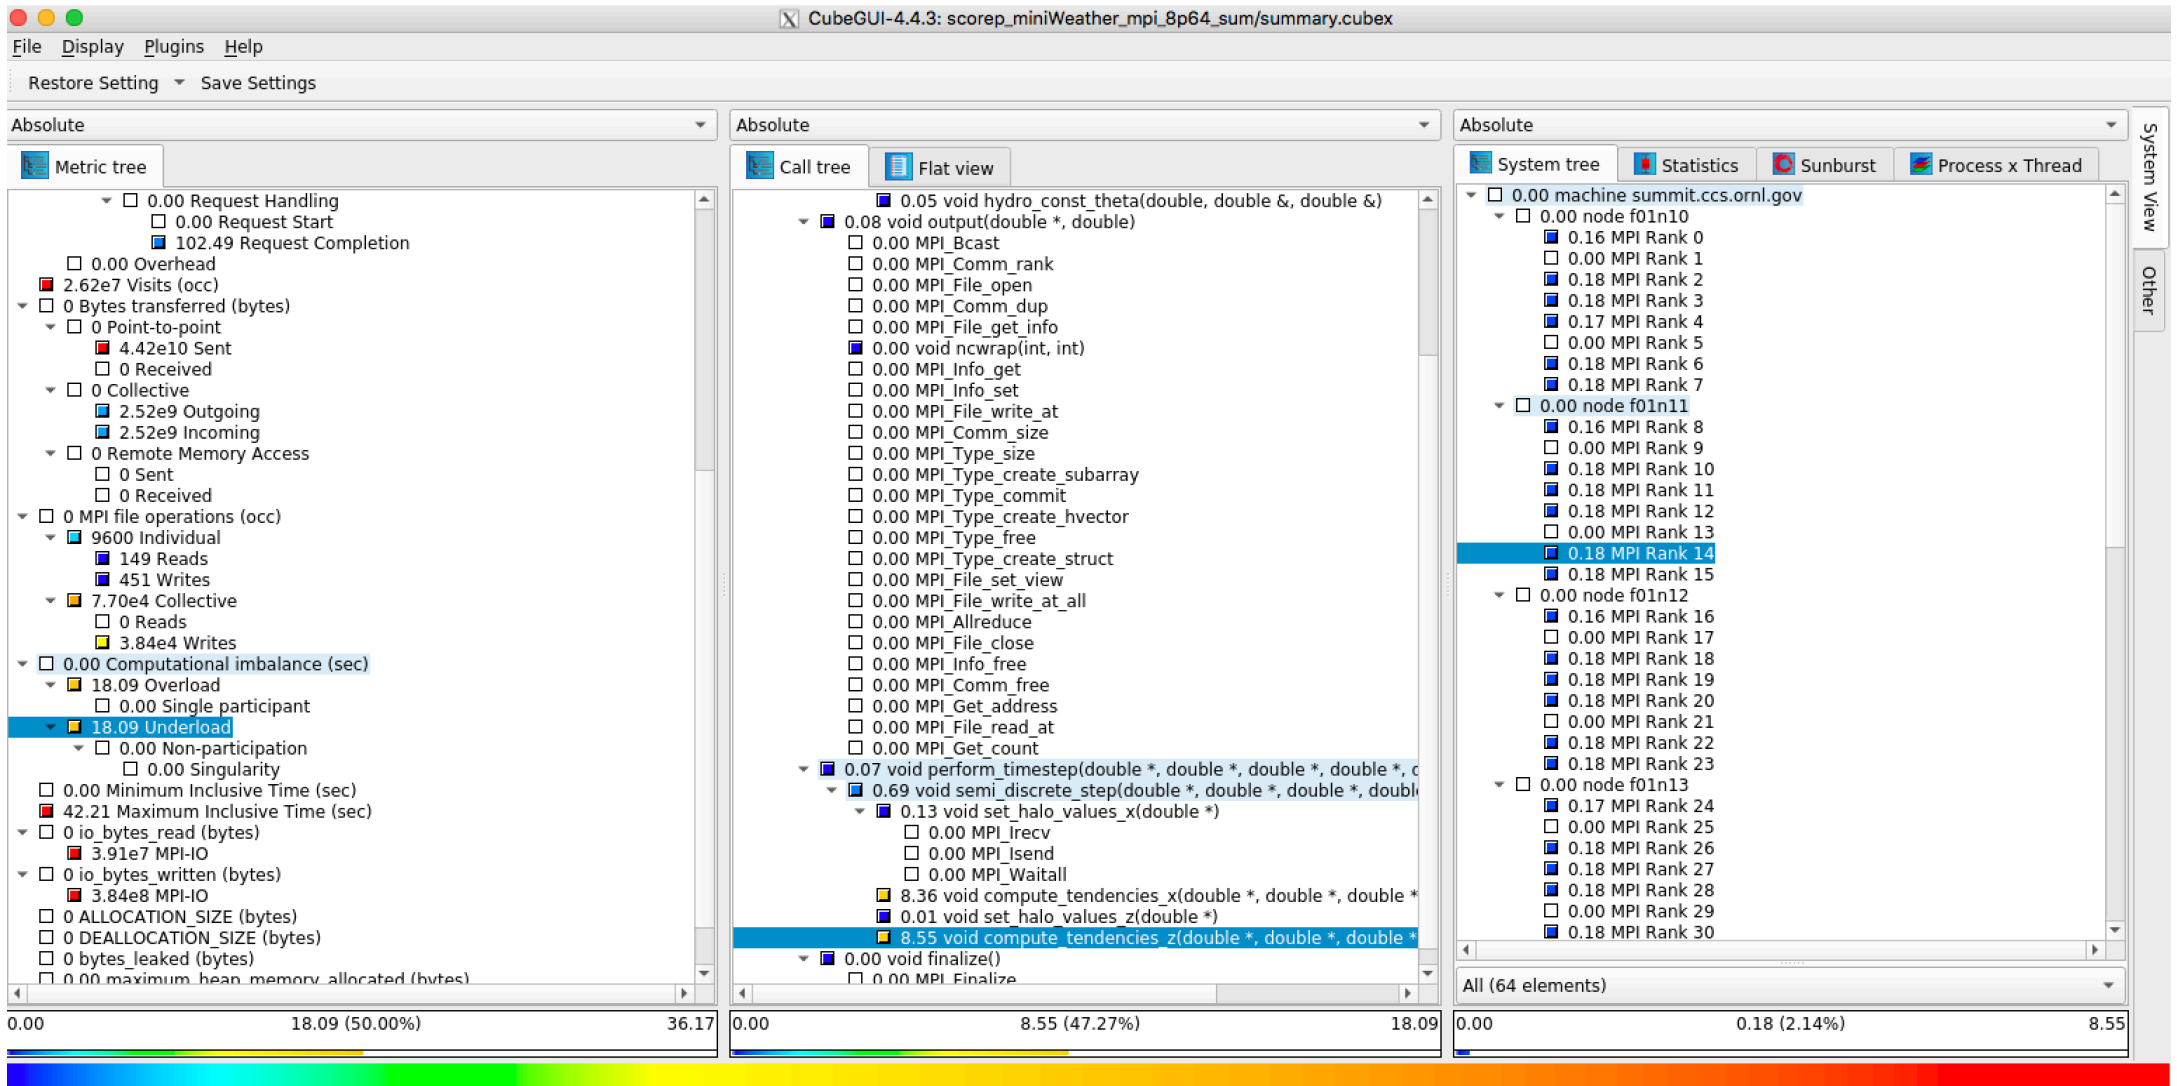 CubeGUI-4.4.3: scorep_miniWeather_mpi_8p64_sum/summary.cubex
File Display Plugins Help
Restore Setting Save Settings
Absolute
Metric tree
0.00 Request Handling
0.00 Request Start
102.49 Request Completion
0.00 Overhead
2.62e7 Visits (occ)
0 Bytes transferred (bytes)
0 Point-to-point
4.42e10 Sent
0 Received
0 Collective
2.52e9 Outgoing
2.52e9 Incoming
0 Remote Memory Access
0 Sent
0 Received
0 MPI file operations (occ)
9600 Individual
149 Reads
451 Writes
7.70e4 Collective
0 Reads
3.84e4 Writes
0.00 Computational imbalance (sec)
18.09 Overload
0.00 Single participant
18.09 Underload
0.00 Non-participation
0.00 Singularity
0.00 Minimum Inclusive Time (sec)
42.21 Maximum Inclusive Time (sec)
0 io_bytes_read (bytes)
3.91e7 MPI-IO
0 io_bytes_written (bytes)
3.84e8 MPI-IO
0 ALLOCATION_SIZE (bytes)
0 DEALLOCATION_SIZE (bytes)
0 bytes_leaked (bytes)
0.00 maximum_heap_memory_allocated (bytes)
0.00 18.09 (50.00%) 36.17
Absolute
Call tree Flat view
0.05 void hydro_const_theta(double, double &, double &)
0.08 void output(double *, double)
0.00 MPI_Bcast
0.00 MPI_Comm_rank
0.00 MPI_File_open
0.00 MPI_Comm_dup
0.00 MPI_File_get_info
0.00 void ncwrap(int, int)
0.00 MPI_Info_get
0.00 MPI_Info_set
0.00 MPI_File_write_at
0.00 MPI_Comm_size
0.00 MPI_Type_size
0.00 MPI_Type_create_subarray
0.00 MPI_Type_commit
0.00 MPI_Type_create_hvector
0.00 MPI_Type_free
0.00 MPI_Type_create_struct
0.00 MPI_File_set_view
0.00 MPI_File_write_at_all
0.00 MPI_Allreduce
0.00 MPI_File_close
0.00 MPI_Info_free
0.00 MPI_Comm_free
0.00 MPI_Get_address
0.00 MPI_File_read_at
0.00 MPI_Get_count
0.07 void perform_timestep(double *, double *, double *, double *,
0.69 void semi_discrete_step(double *, double *, double *, doubl
0.13 void set_halo_values_x(double *)
0.00 MPI_Irecv
0.00 MPI_Isend
0.00 MPI_Waitall
8.36 void compute_tendencies_x(double *, double *, double *
0.01 void set_halo_values_z(double *)
8.55 void compute_tendencies_z(double *, double *, double *
0.00 void finalize()
0.00 MPI_Finalize
0.00 8.55 (47.27%) 18.09
Absolute
System tree Statistics Sunburst Process x Thread
0.00 machine summit.ccs.ornl.gov
0.00 node f01n10
0.16 MPI Rank 0
0.00 MPI Rank 1
0.18 MPI Rank 2
0.18 MPI Rank 3
0.17 MPI Rank 4
0.00 MPI Rank 5
0.18 MPI Rank 6
0.18 MPI Rank 7
0.00 node f01n11
0.16 MPI Rank 8
0.00 MPI Rank 9
0.18 MPI Rank 10
0.18 MPI Rank 11
0.18 MPI Rank 12
0.00 MPI Rank 13
0.18 MPI Rank 14
0.18 MPI Rank 15
0.00 node f01n12
0.16 MPI Rank 16
0.00 MPI Rank 17
0.18 MPI Rank 18
0.18 MPI Rank 19
0.18 MPI Rank 20
0.00 MPI Rank 21
0.18 MPI Rank 22
0.18 MPI Rank 23
0.00 node f01n13
0.17 MPI Rank 24
0.00 MPI Rank 25
0.18 MPI Rank 26
0.18 MPI Rank 27
0.18 MPI Rank 28
0.00 MPI Rank 29
0.18 MPI Rank 30
All (64 elements)
0.00 0.18 (2.14%) 8.55
System View
Other